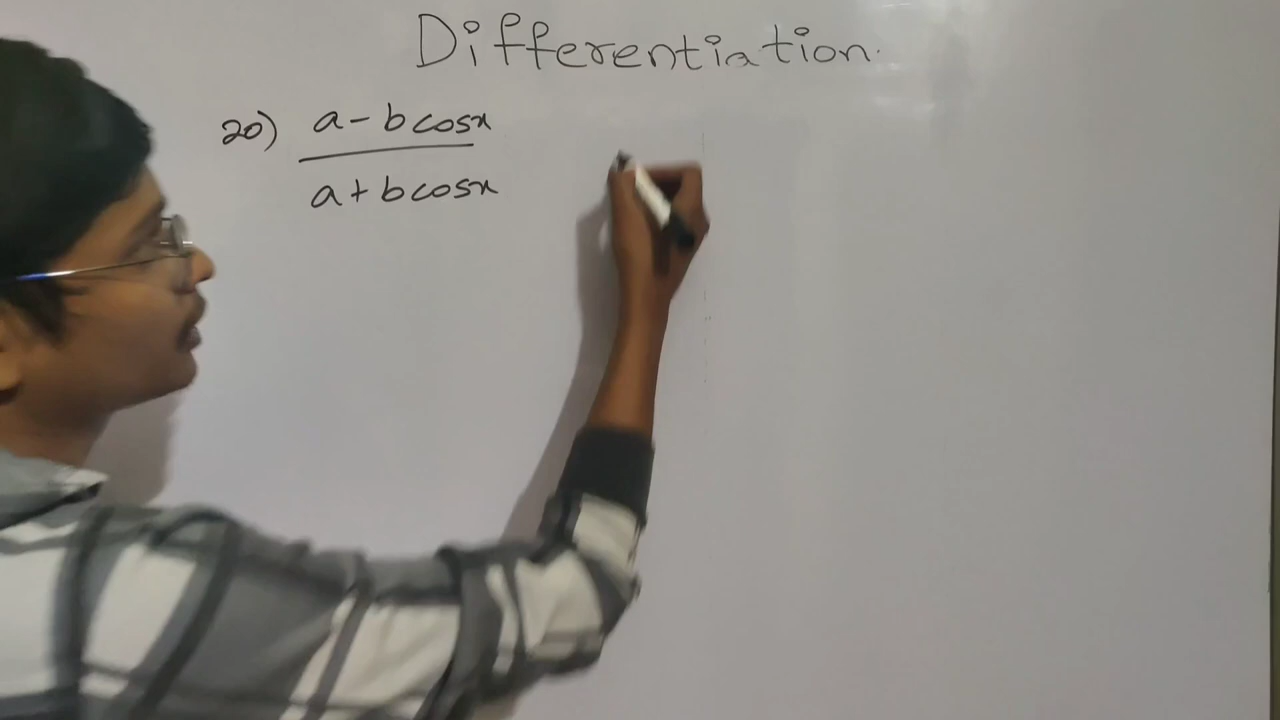 Differentiation.
20) a - b cosx
a + b cosx